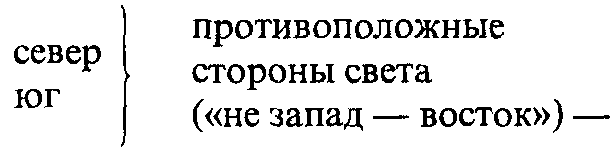 север
юг
противоположные
стороны света
(«не запад — восток») —